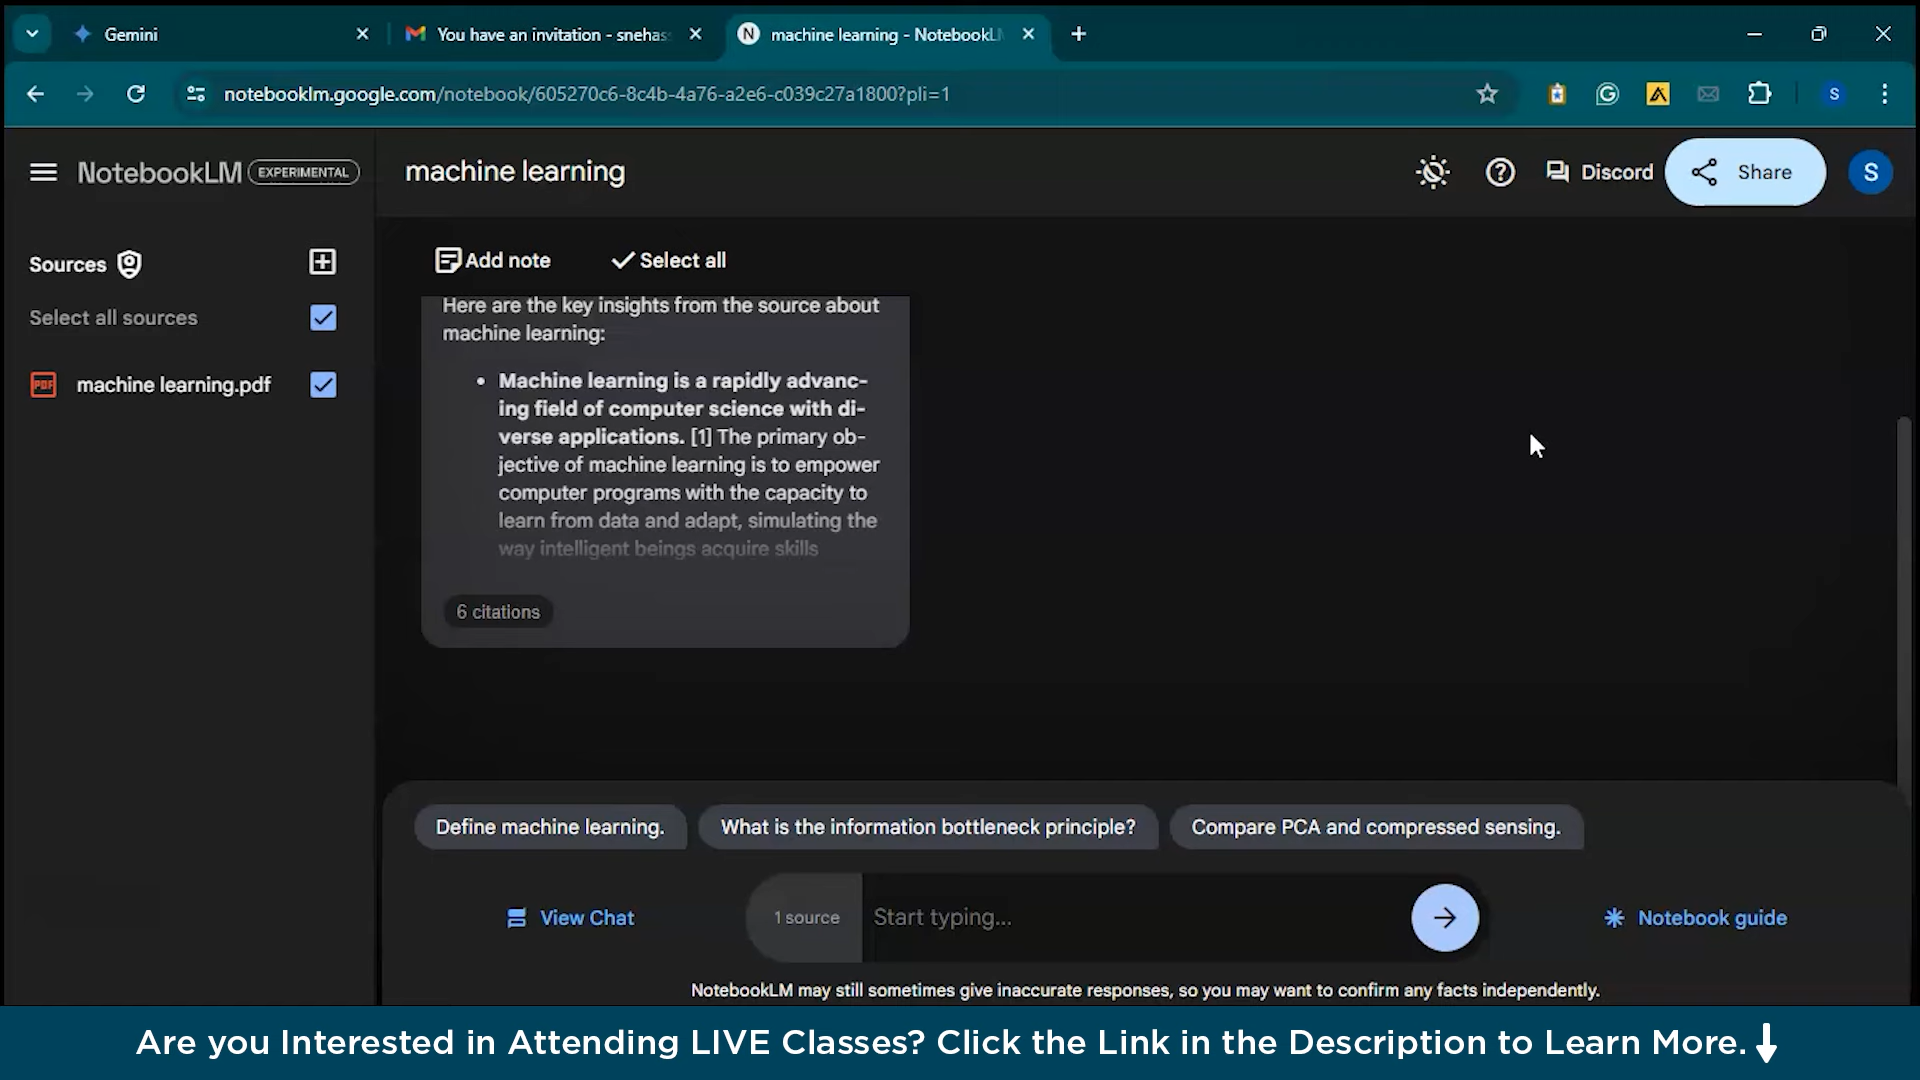 Gemini
You have an invitation - snehas
machine learning - NotebookLM
notebooklm.google.com/notebook/605270c6-8c4b-4a76-a2e6-c039c27a1800?pli=1
S
NotebookLM EXPERIMENTAL
machine learning
Discord
Share
S
Sources
Select all sources
PDF machine learning.pdf
Add note
Select all
Here are the key insights from the source about
machine learning:
• Machine learning is a rapidly advanc-
ing field of computer science with di-
verse applications. [1] The primary ob-
jective of machine learning is to empower
computer programs with the capacity to
learn from data and adapt, simulating the
way intelligent beings acquire skills
6 citations
Define machine learning.
What is the information bottleneck principle?
Compare PCA and compressed sensing.
View Chat
1 source
Start typing...
Notebook guide
NotebookLM may still sometimes give inaccurate responses, so you may want to confirm any facts independently.
Are you Interested in Attending LIVE Classes? Click the Link in the Description to Learn More.